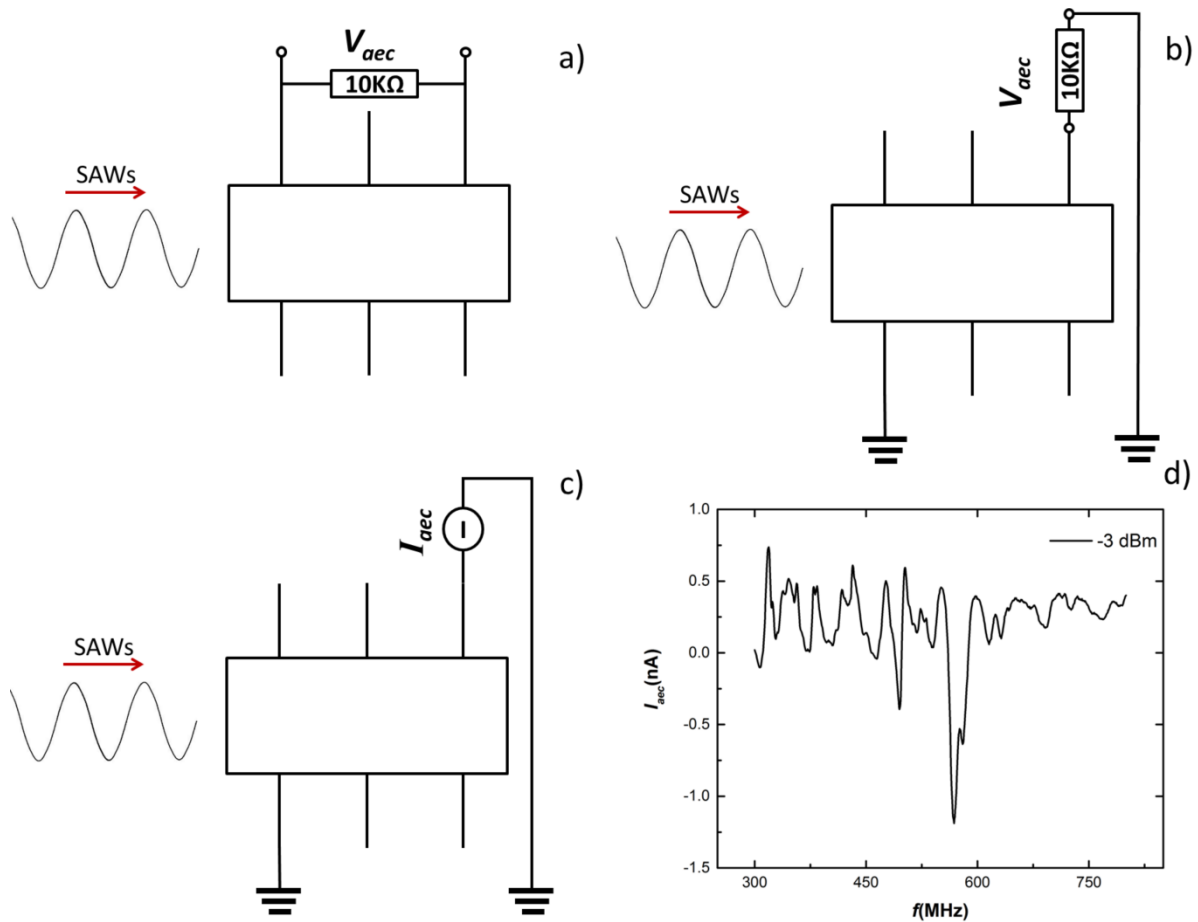 a)
V_aec
10KΩ
SAWs
b)
V_aec
10KΩ
SAWs
c)
I_aec
I
SAWs
d)
-3 dBm
1.0
0.5
0.0
-0.5
-1.0
-1.5
I_aec(nA)
300 450 600 750
f(MHz)